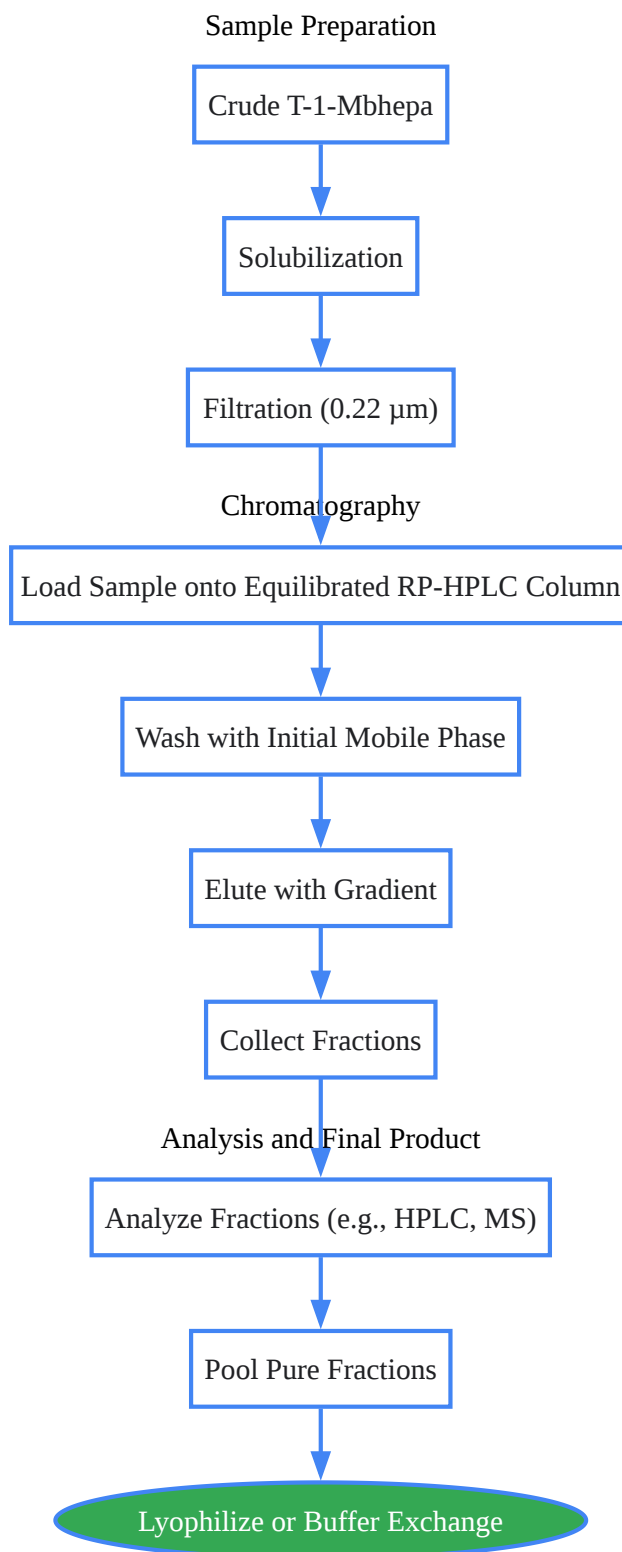 Sample Preparation
Crude T-1-Mbhepa
Solubilization
Filtration (0.22 µm)
Chromatography
Load Sample onto Equilibrated RP-HPLC Column
Wash with Initial Mobile Phase
Elute with Gradient
Collect Fractions
Analysis and Final Product
Analyze Fractions (e.g., HPLC, MS)
Pool Pure Fractions
Lyophilize or Buffer Exchange